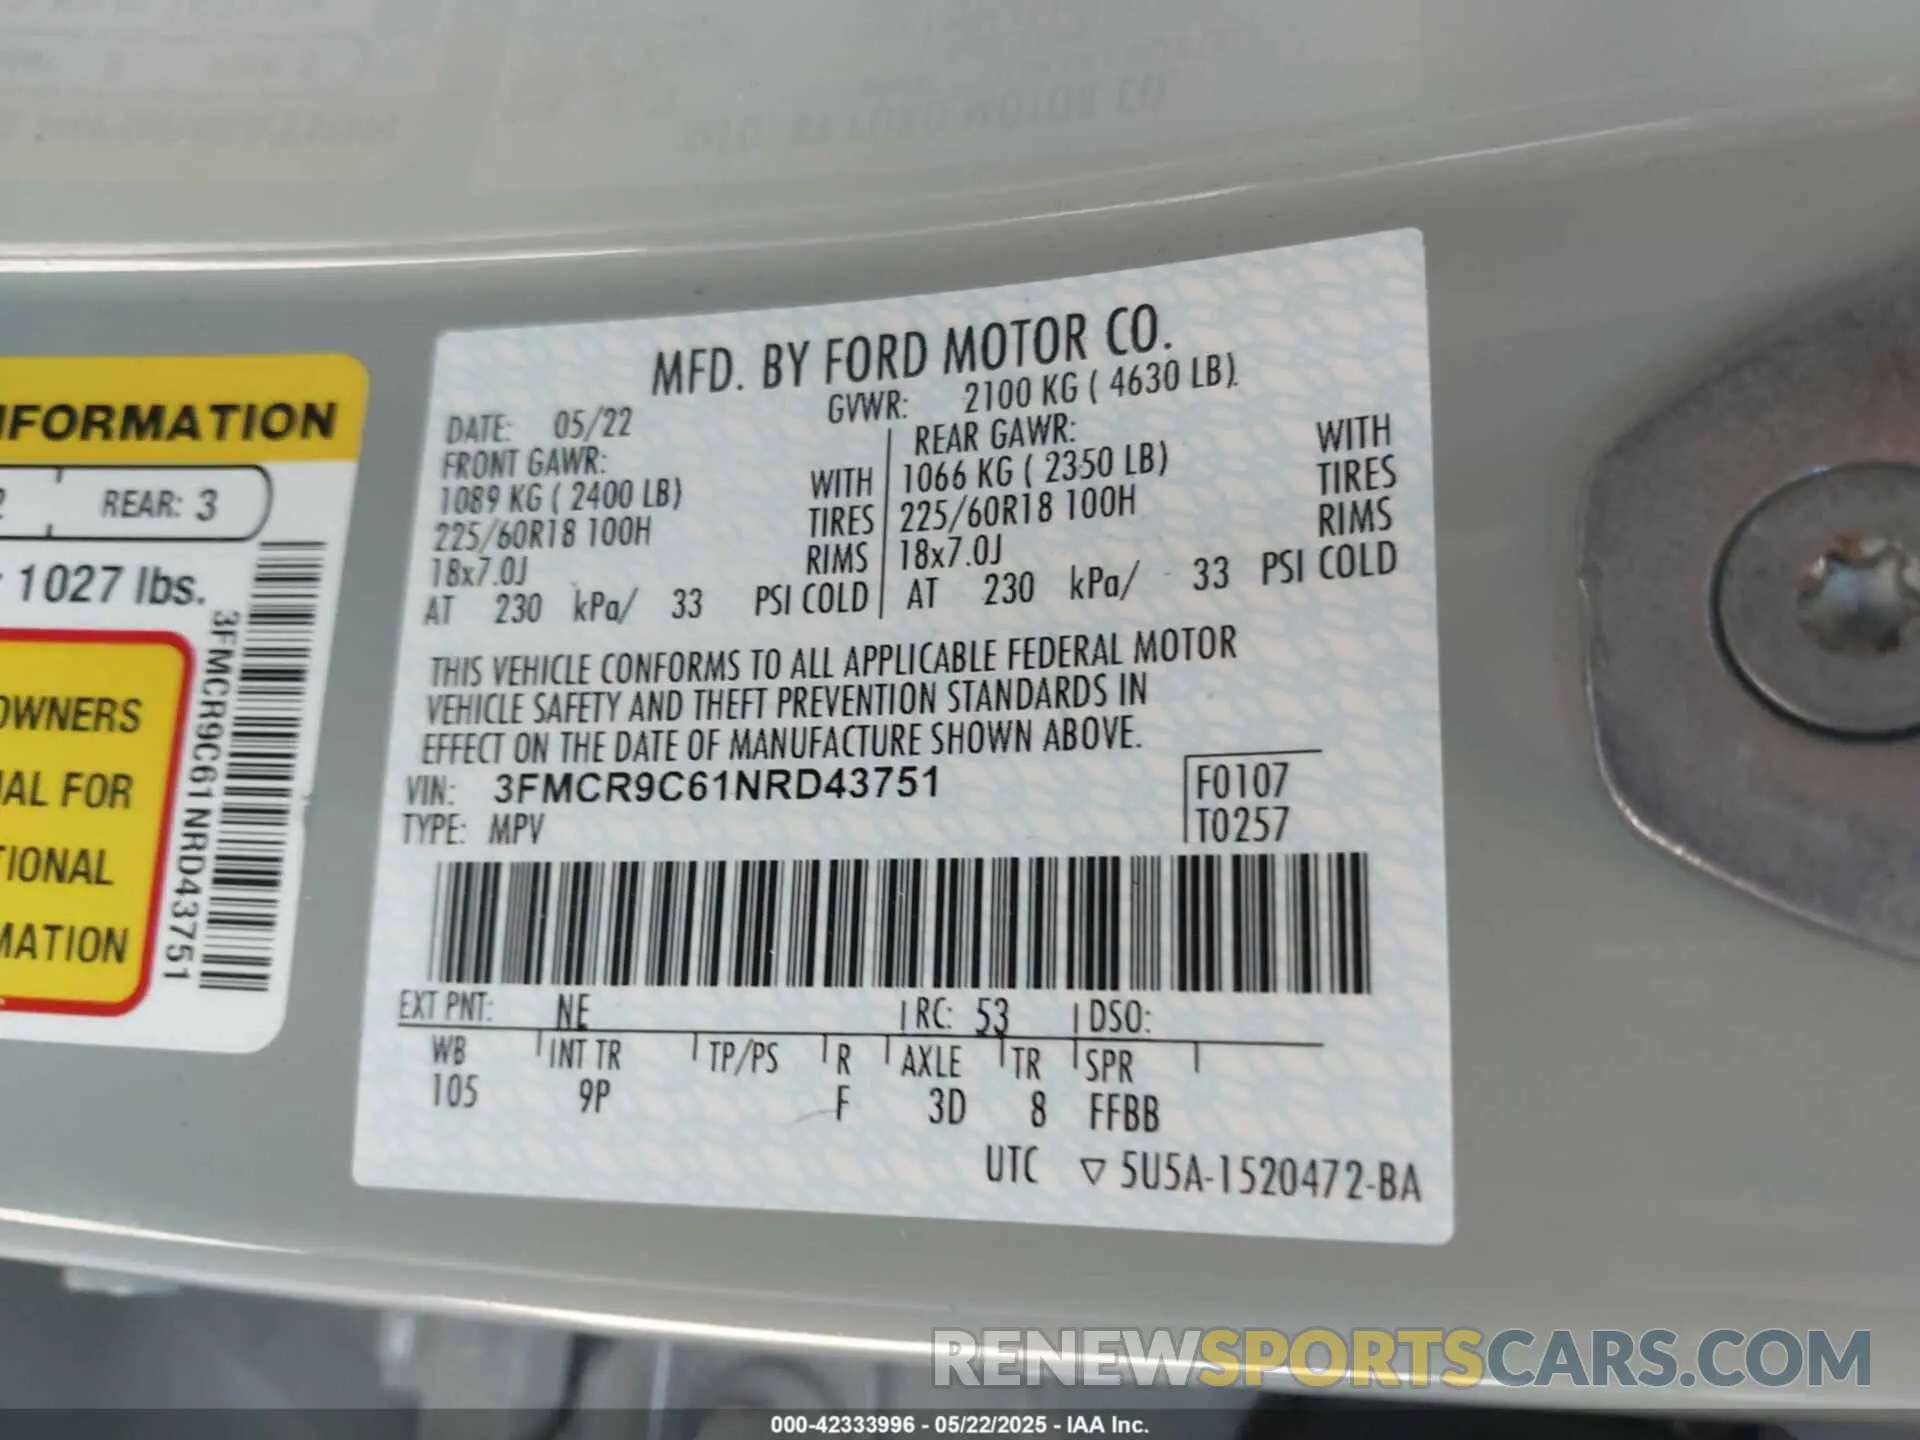 NFORMATION
REAR: 3
1027 lbs.
OWNERS
FOR
3FMCR9C61NRD43751
MFD. BY FORD MOTOR CO.
DATE: 05/22 GVWR: 2100 KG ( 4630 LB).
FRONT GAWR: REAR GAWR:
1089 KG ( 2400 LB) WITH 1066 KG ( 2350 LB) WITH
225/60R18 100H TIRES 225/60R18 100H TIRES
18x7.0J RIMS 18x7.0J RIMS
AT 230 kPa/ 33 PSI COLD AT 230 kPa/ 33 PSI COLD
THIS VEHICLE CONFORMS TO ALL APPLICABLE FEDERAL MOTOR
VEHICLE SAFETY AND THEFT PREVENTION STANDARDS IN
EFFECT ON THE DATE OF MANUFACTURE SHOWN ABOVE.
VIN: 3FMCR9C61NRD43751 F0107
TYPE: MPV T0257
EXT PNT: NE RC: 53 DSO:
WB INT TR TP/PS R AXLE TR SPR
105 9P F 3D 8 FFBB
UTC ▽ 5U5A-1520472-BA
RENEWSPORTSCARS.COM
000-42333996 - 05/22/2025 - IAA Inc.